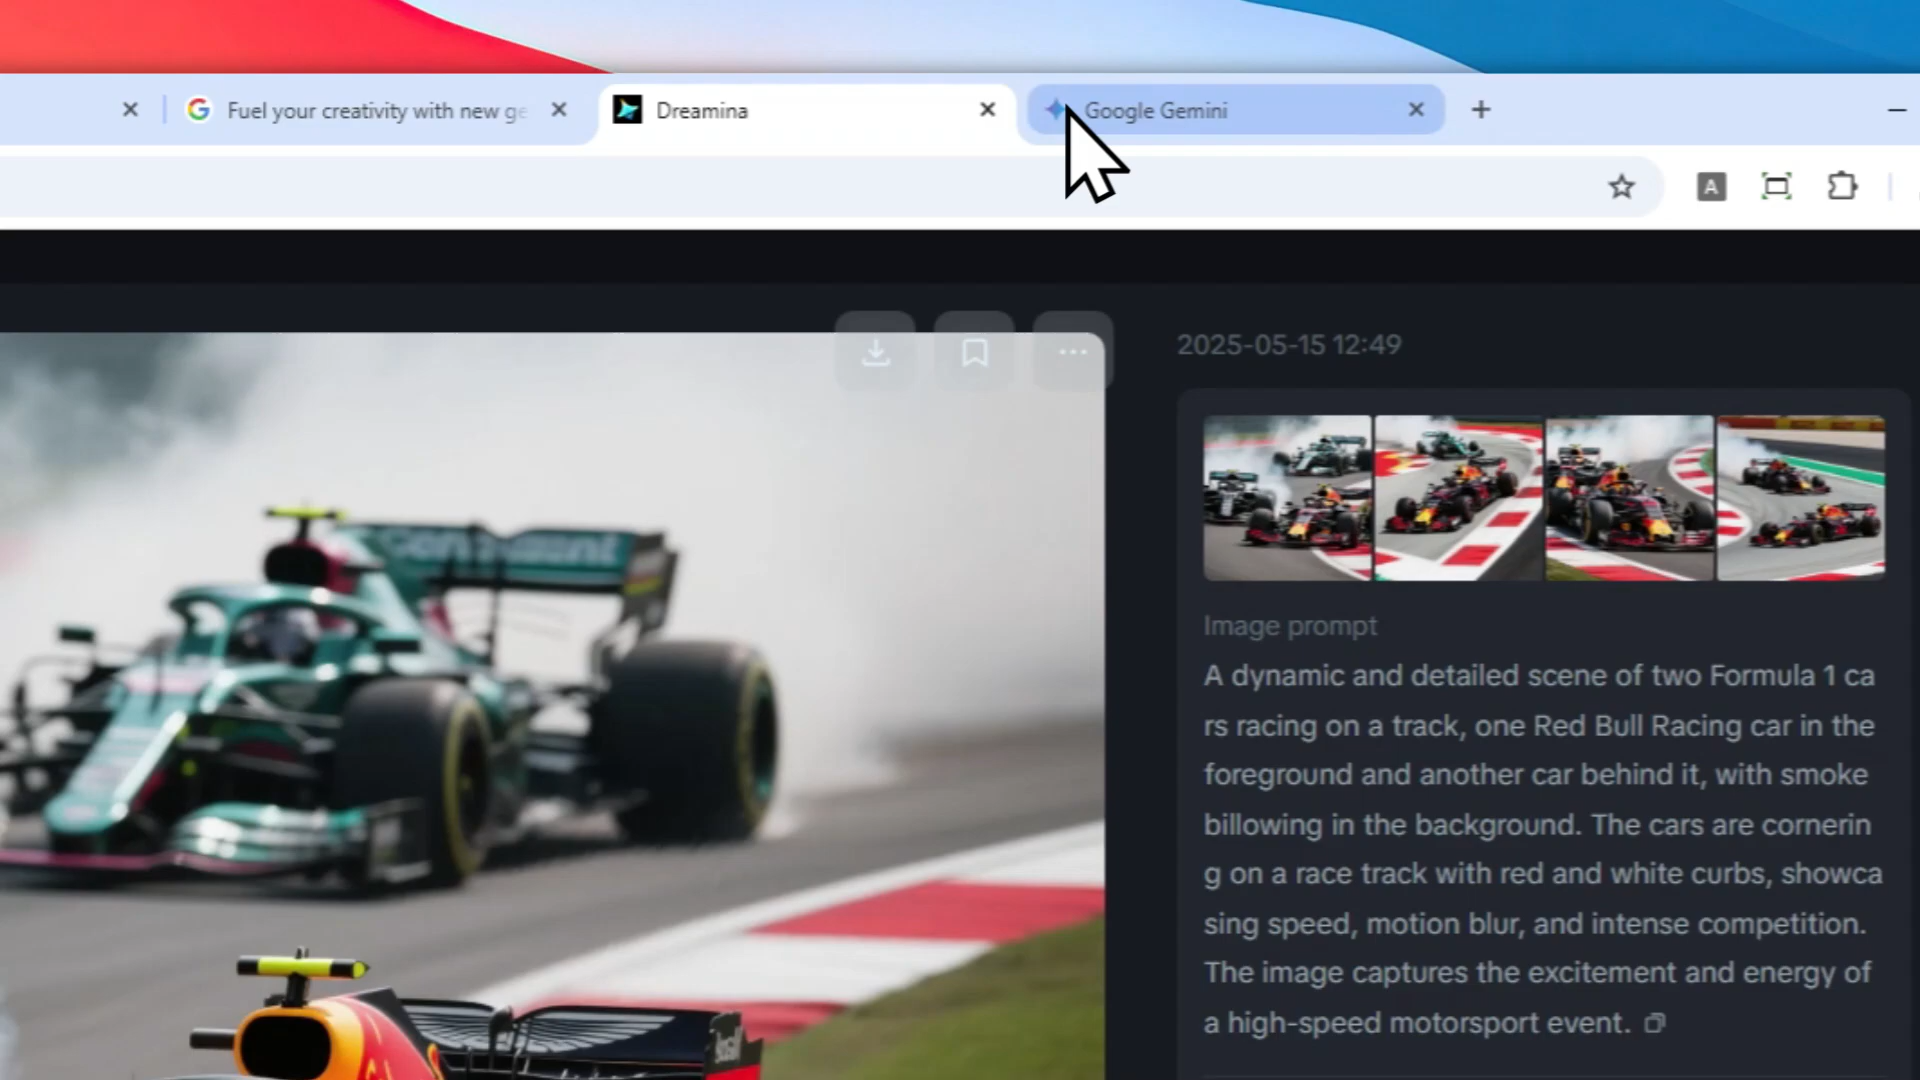 Fuel your creativity with new ge
Dreamina
Google Gemini
A
2025-05-15 12:49
Image prompt
A dynamic and detailed scene of two Formula 1 ca
rs racing on a track, one Red Bull Racing car in the
foreground and another car behind it, with smoke
billowing in the background. The cars are cornerin
g on a race track with red and white curbs, showca
sing speed, motion blur, and intense competition.
The image captures the excitement and energy of
a high-speed motorsport event.